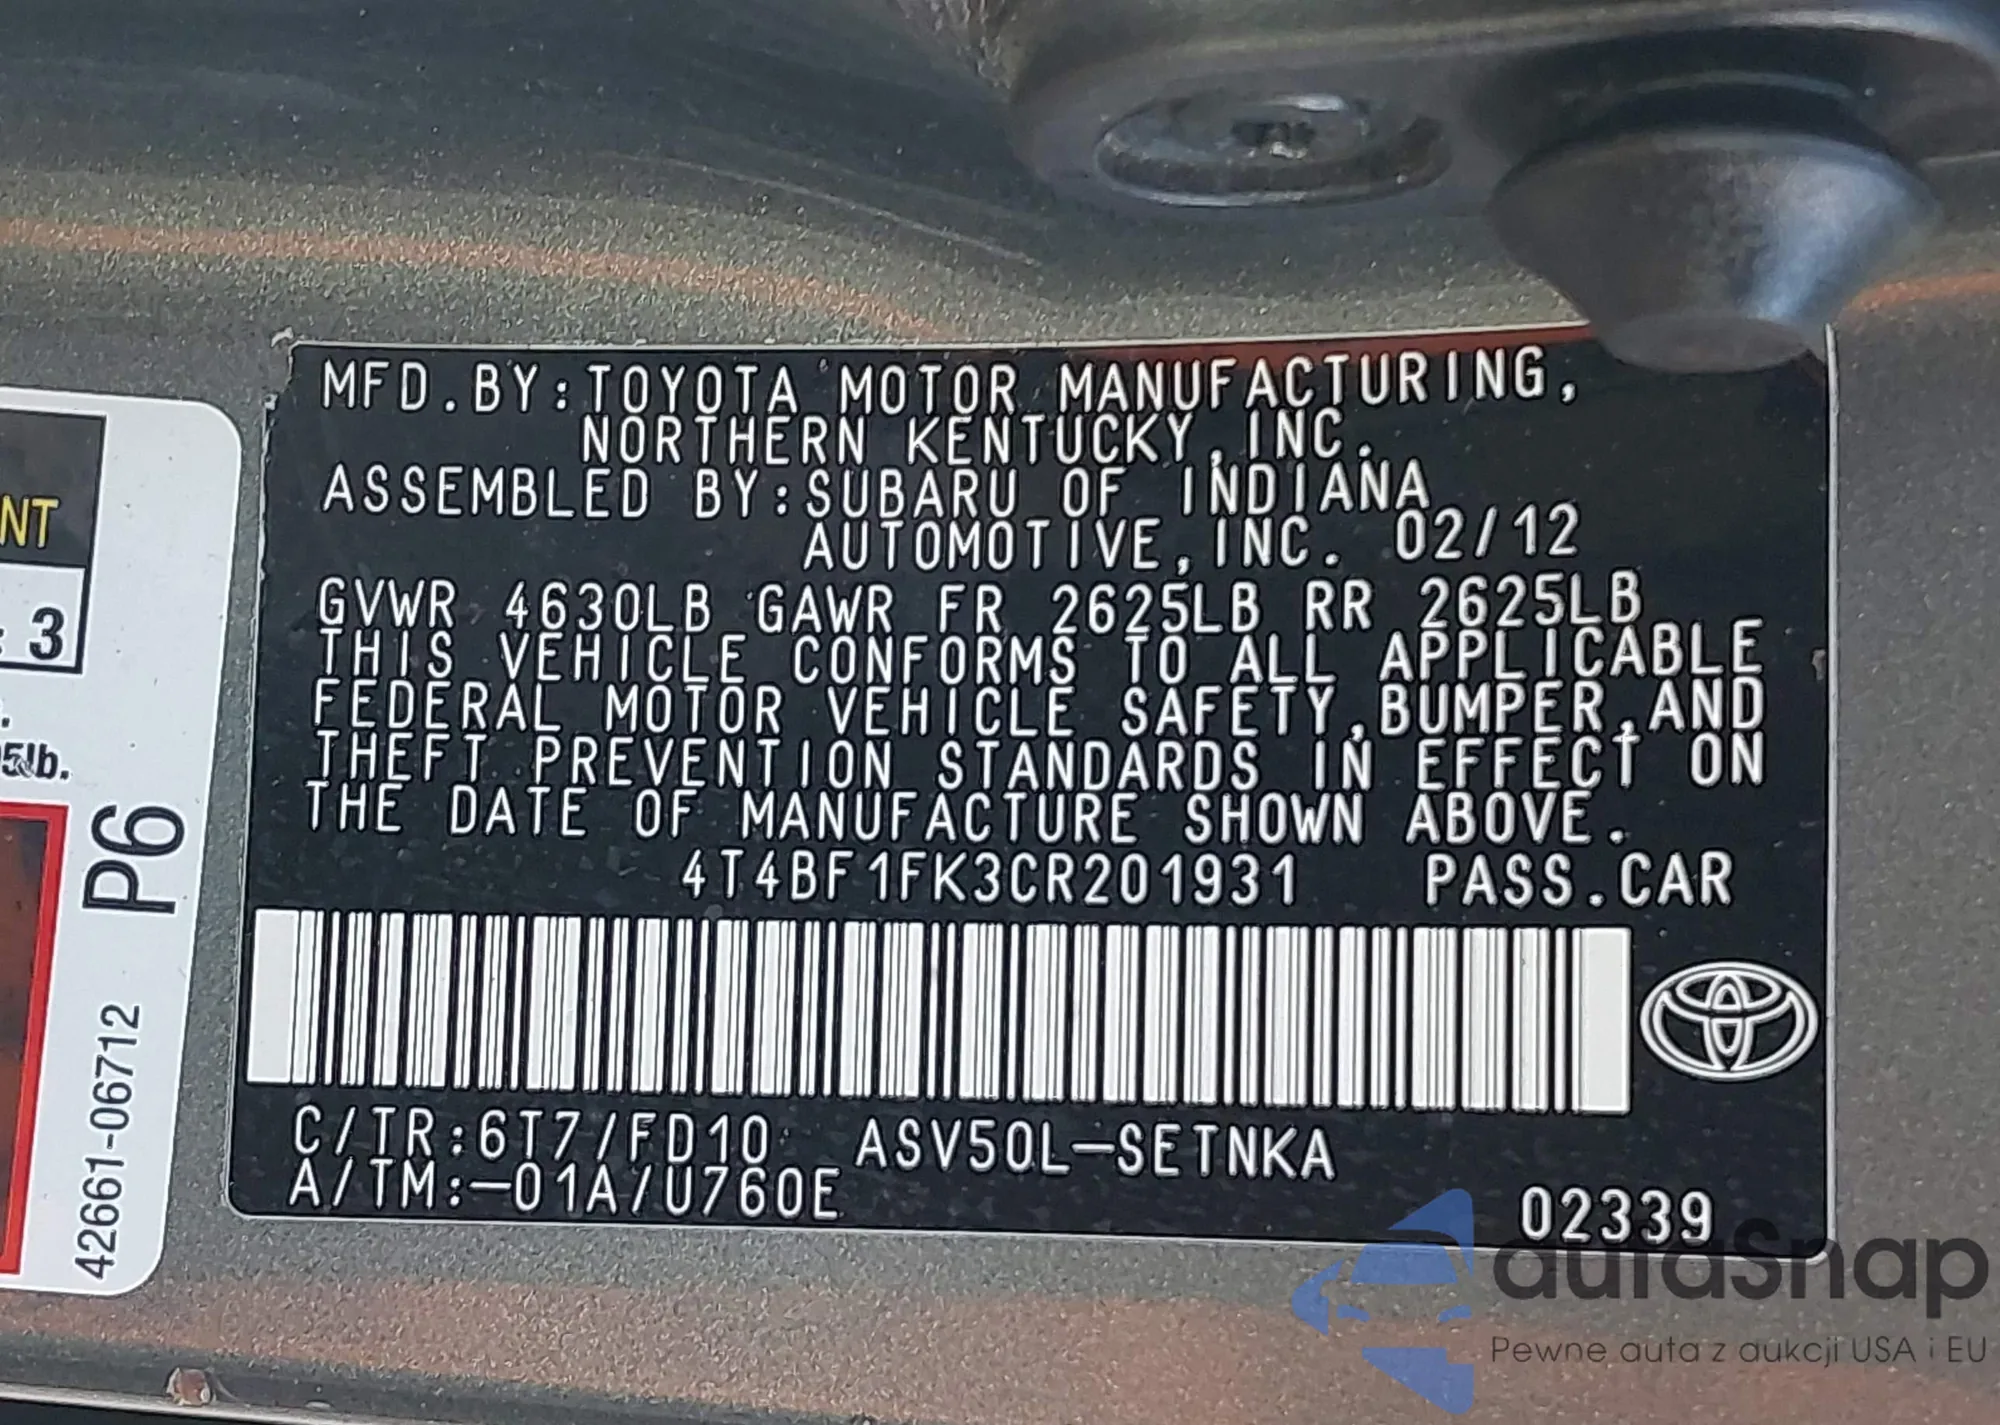 MFD.BY:TOYOTA MOTOR MANUFACTURING,
NORTHERN KENTUCKY,INC.
ASSEMBLED BY:SUBARU OF INDIANA
AUTOMOTIVE,INC. 02/12
GVWR 4630LB GAWR FR 2625LB RR 2625LB
THIS VEHICLE CONFORMS TO ALL APPLICABLE
FEDERAL MOTOR VEHICLE SAFETY,BUMPER,AND
THEFT PREVENTION STANDARDS IN EFFECT ON
THE DATE OF MANUFACTURE SHOWN ABOVE.
4T4BF1FK3CR201931 PASS.CAR
C/TR:6T7/FD10 ASV50L-SETNKA
A/TM:-01A/U760E
02339
NT
3
5lb.
P6
42661-06712
autaSnap
Pewne auta z aukcji USA i EU